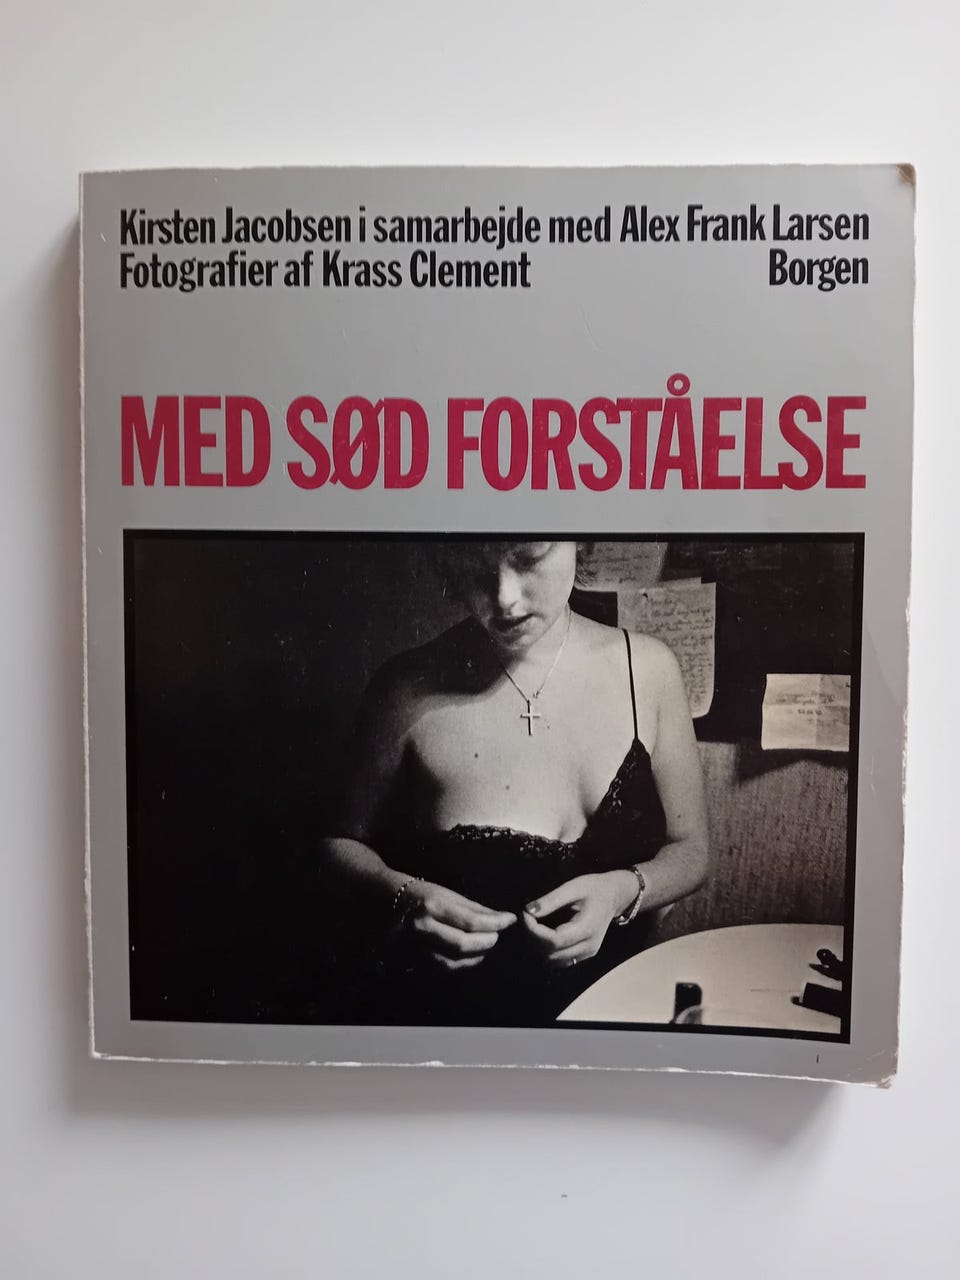 Kirsten Jacobsen i samarbejde med Alex Frank Larsen
Fotografier af Krass Clement Borgen
MED SØD FORSTÅELSE